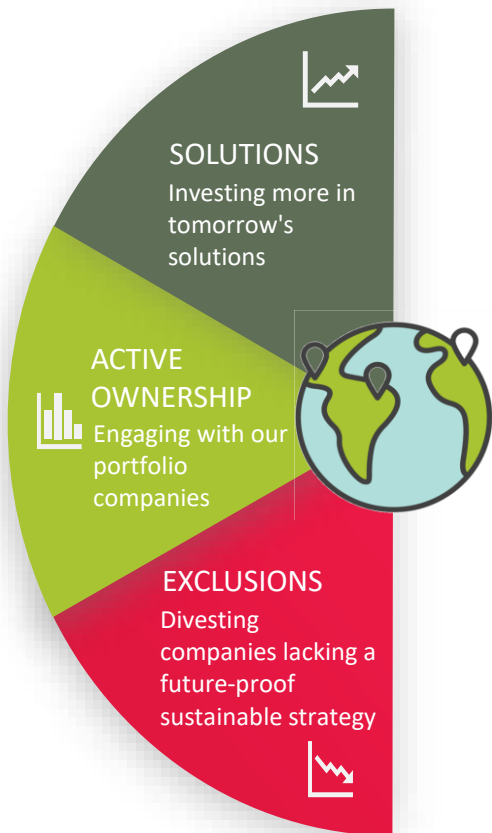 SOLUTIONS
Investing more in
tomorrow's
solutions
ACTIVE
OWNERSHIP
Engaging with our
portfolio
companies
EXCLUSIONS
Divesting
companies lacking a
future-proof
sustainable strategy